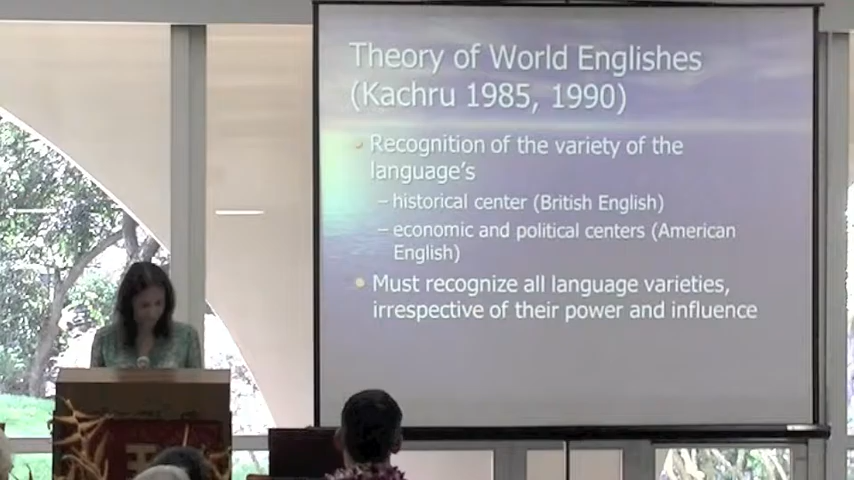 Theory of World Englishes
(Kachru 1985, 1990)
Recognition of the variety of the
language's
– historical center (British English)
– economic and political centers (American
English)
Must recognize all language varieties,
irrespective of their power and influence